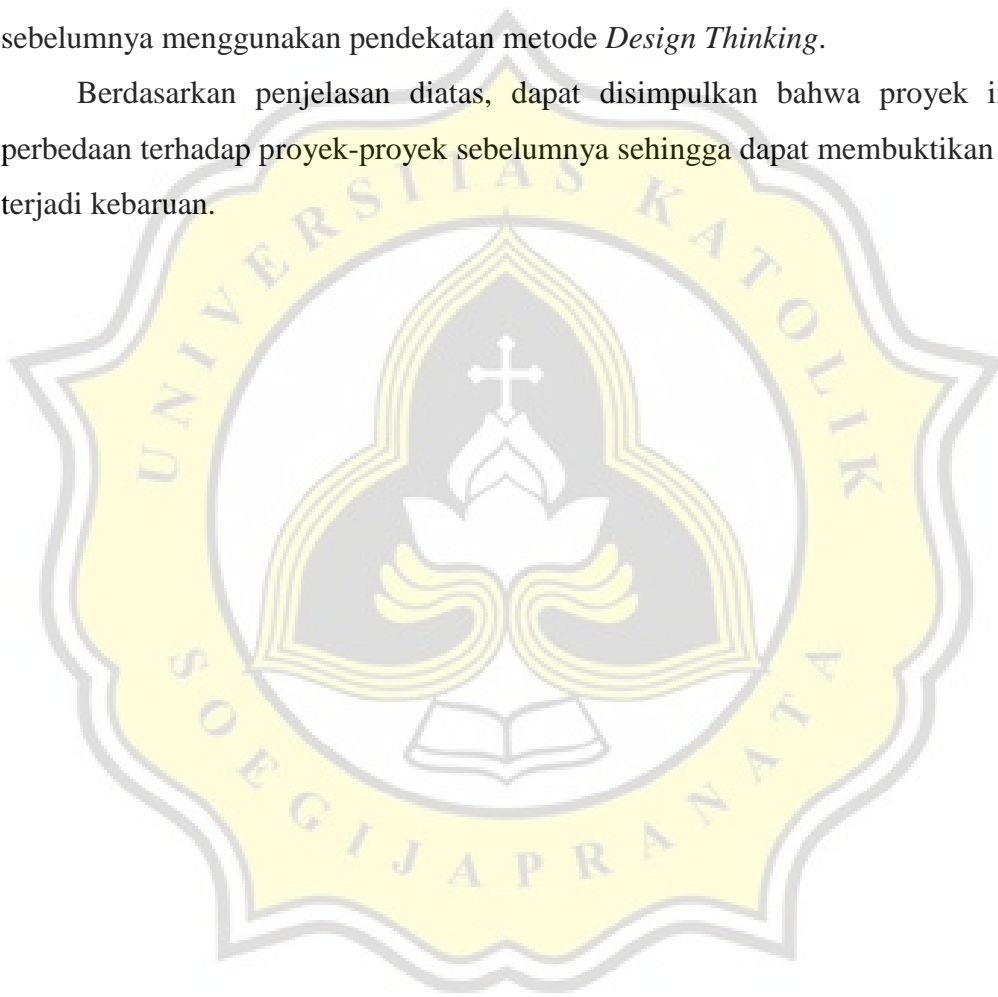 sebelumnya menggunakan pendekatan metode Design Thinking.
Berdasarkan penjelasan diatas, dapat disimpulkan bahwa proyek
perbedaan terhadap proyek-proyek sebelumnya sehingga dapat membuktikan
terjadi kebaruan.
UNIVERSITAS KATOLIK
SOEGIJAPRANATA